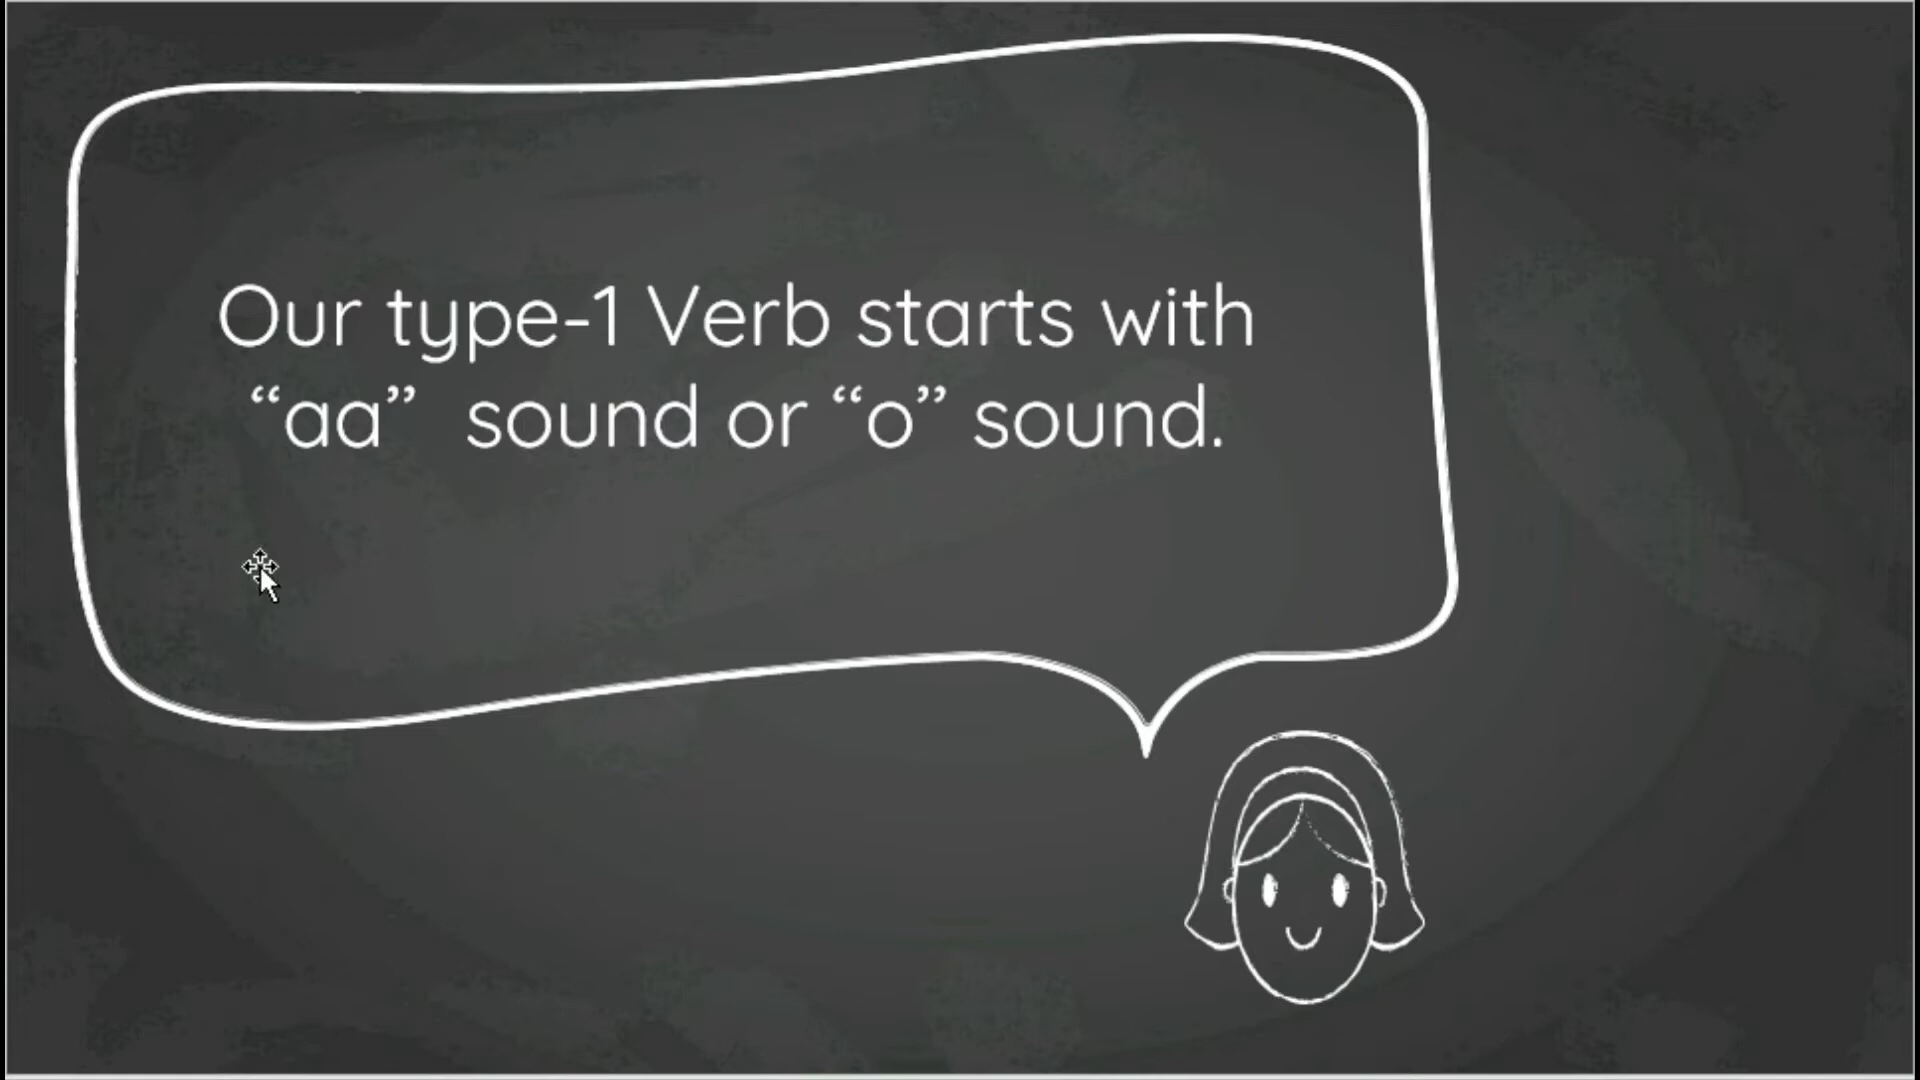 Our type-1 Verb starts with
“aa” sound or “o” sound.